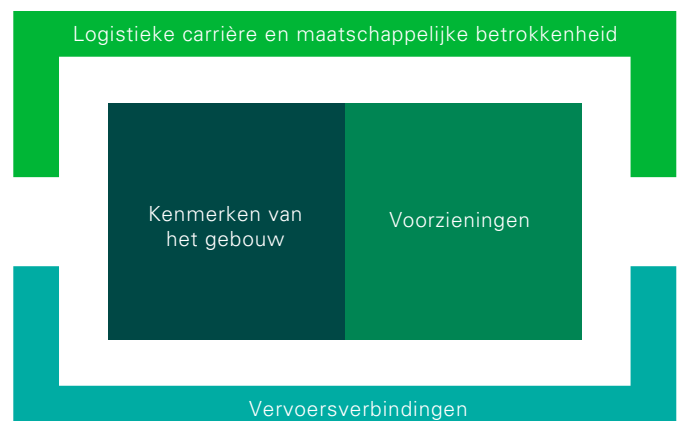 Logistieke carrière en maatschappelijke betrokkenheid
Kenmerken van
het gebouw
Voorzieningen
Vervoersverbindingen